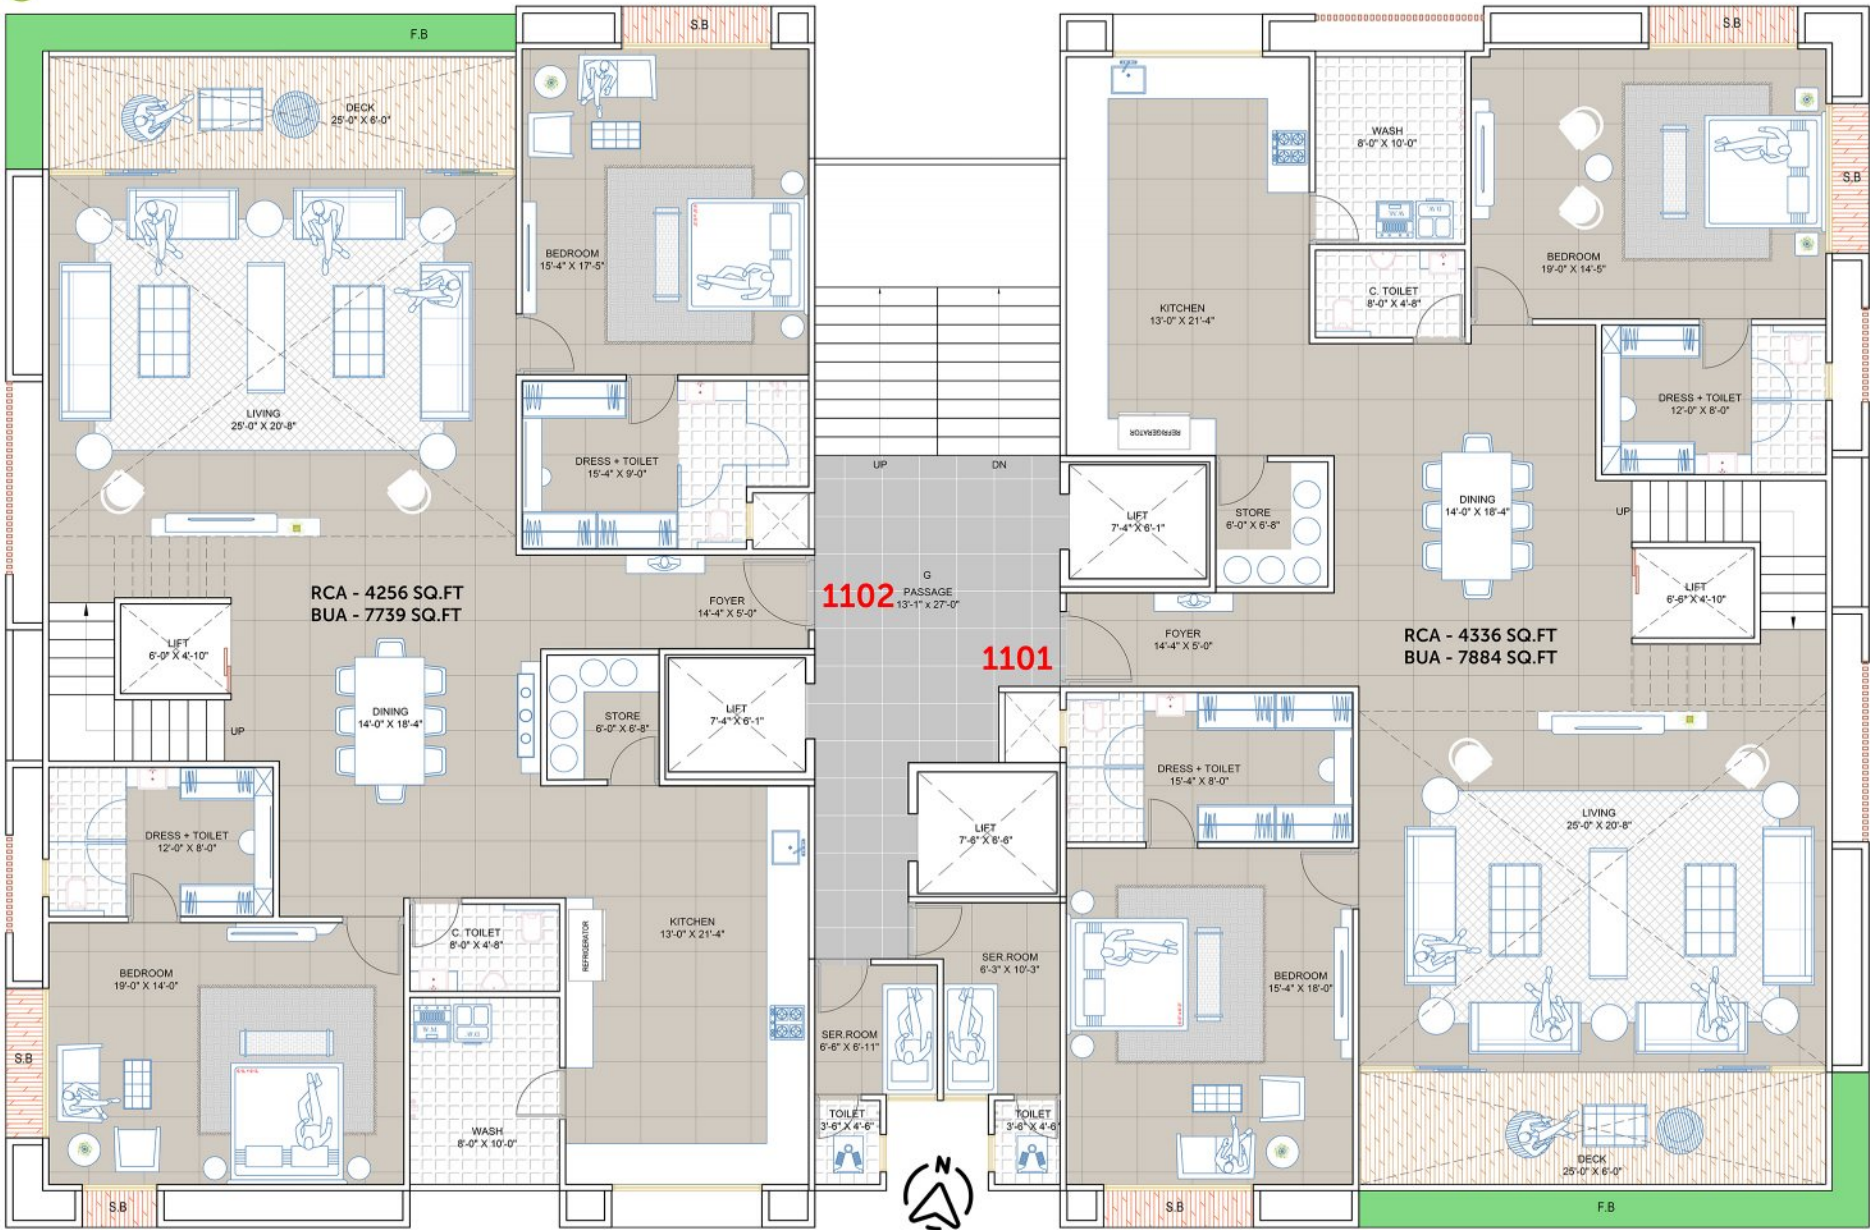 F.B
S.B
DECK
25'-0" X 6'-0"
BEDROOM
15'-4" X 17'-5"
LIVING
25'-0" X 20'-8"
DRESS + TOILET
15'-4" X 9'-0"
RCA - 4256 SQ.FT
BUA - 7739 SQ.FT
FOYER
14'-4" X 5'-0"
LIFT
6'-0" X 4'-10"
UP
DINING
14'-0" X 18'-4"
STORE
6'-0" X 6'-8"
LIFT
7'-4" X 6'-1"
DRESS + TOILET
12'-0" X 8'-0"
BEDROOM
19'-0" X 14'-0"
S.B
S.B
C. TOILET
8'-0" X 4'-8"
W.M
WASH
8'-0" X 10'-0"
REFRIGERATOR
KITCHEN
13'-0" X 21'-4"
UP
DN
1102
G
PASSAGE
13'-1" x 27'-0"
1101
LIFT
7'-6" X 6'-6"
SER.ROOM
6'-3" X 10'-3"
SER.ROOM
6'-6" X 6'-11"
TOILET
3'-6" X 4'-6"
TOILET
3'-6" X 4'-6
N
S.B
S.B
WASH
8'-0" X 10'-0"
BEDROOM
19'-0" X 14'-5"
C. TOILET
8'-0" X 4'-8"
KITCHEN
13'-0" X 21'-4"
REFRIGERATOR
DRESS + TOILET
12'-0" X 8'-0"
LIFT
7'-4" X 6'-1"
STORE
6'-0" X 6'-8"
DINING
14'-0" X 18'-4"
UP
LIFT
6'-6" X 4'-10"
FOYER
14'-4" X 5'-0"
RCA - 4336 SQ.FT
BUA - 7884 SQ.FT
DRESS + TOILET
15'-4" X 8'-0"
LIVING
25'-0" X 20'-8"
BEDROOM
15'-4" X 18'-0"
DECK
25'-0" X 6'-0"
S.B
F.B